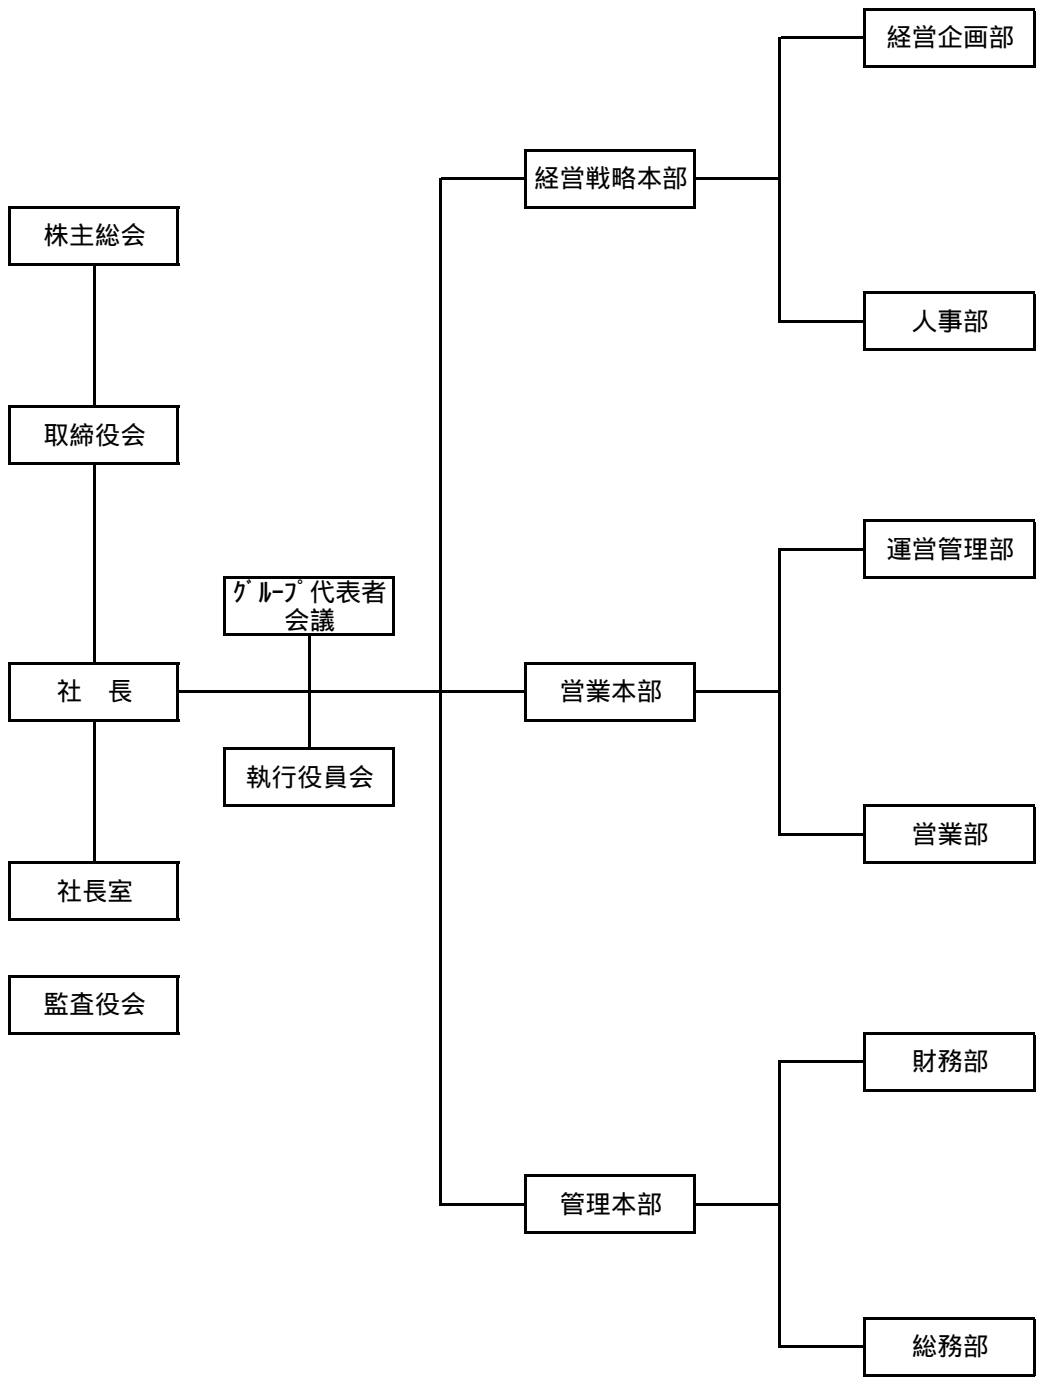 経営企画部
経営戦略本部
株主総会
人事部
取締役会
運営管理部
ｸﾞﾙｰﾌﾟ代表者
会議
社　長
営業本部
執行役員会
営業部
社長室
監査役会
財務部
管理本部
総務部